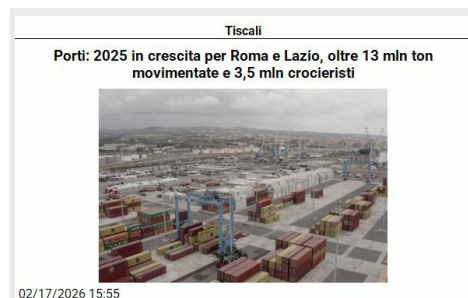 Tiscali
Porti: 2025 in crescita per Roma e Lazio, oltre 13 mln ton
movimentate e 3,5 mln crocieristi
02/17/2026 15:55